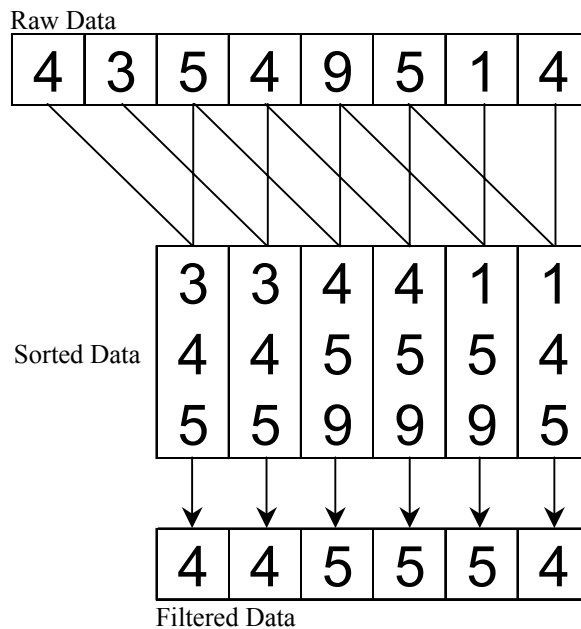 Raw Data
4 3 5 4 9 5 1 4
3 3 4 4 1 1
Sorted Data 4 4 5 5 5 4
5 5 9 9 9 5
4 4 5 5 5 4
Filtered Data